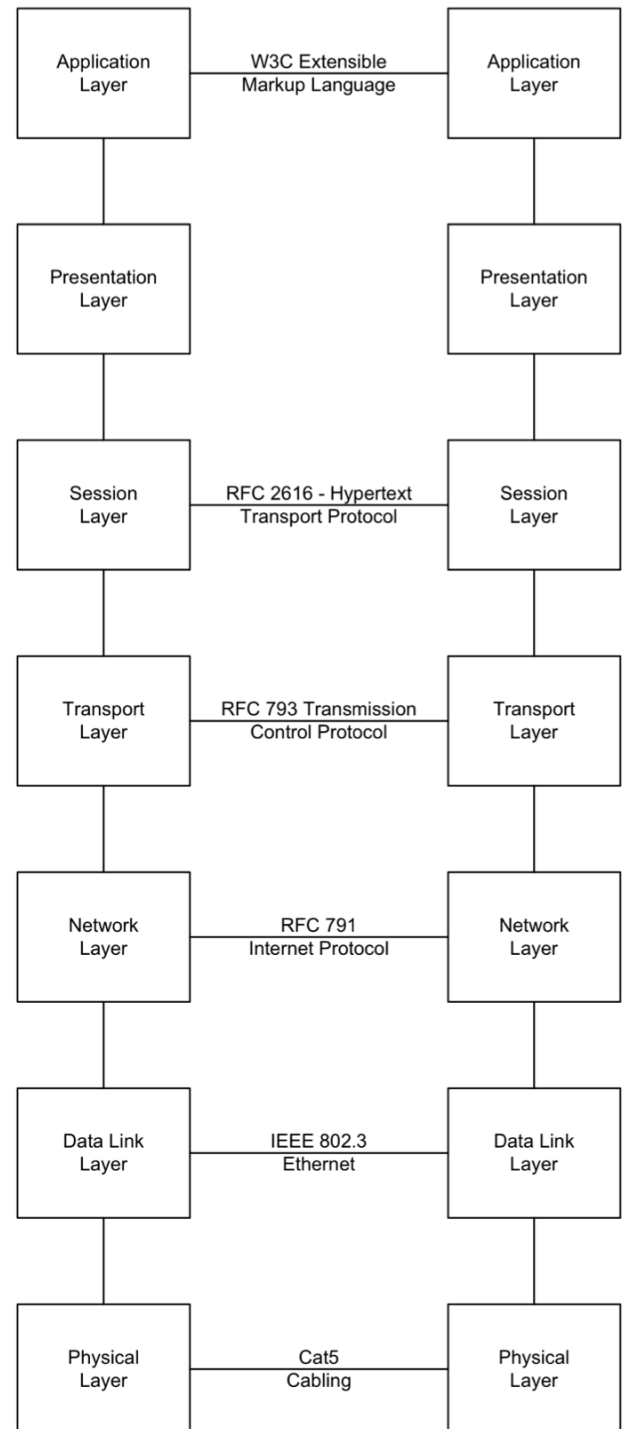 Application
Layer
W3C Extensible
Markup Language
Application
Layer
Presentation
Layer
Presentation
Layer
Session
Layer
RFC 2616 - Hypertext
Transport Protocol
Session
Layer
Transport
Layer
RFC 793 Transmission
Control Protocol
Transport
Layer
Network
Layer
RFC 791
Internet Protocol
Network
Layer
Data Link
Layer
IEEE 802.3
Ethernet
Data Link
Layer
Physical
Layer
Cat5
Cabling
Physical
Layer